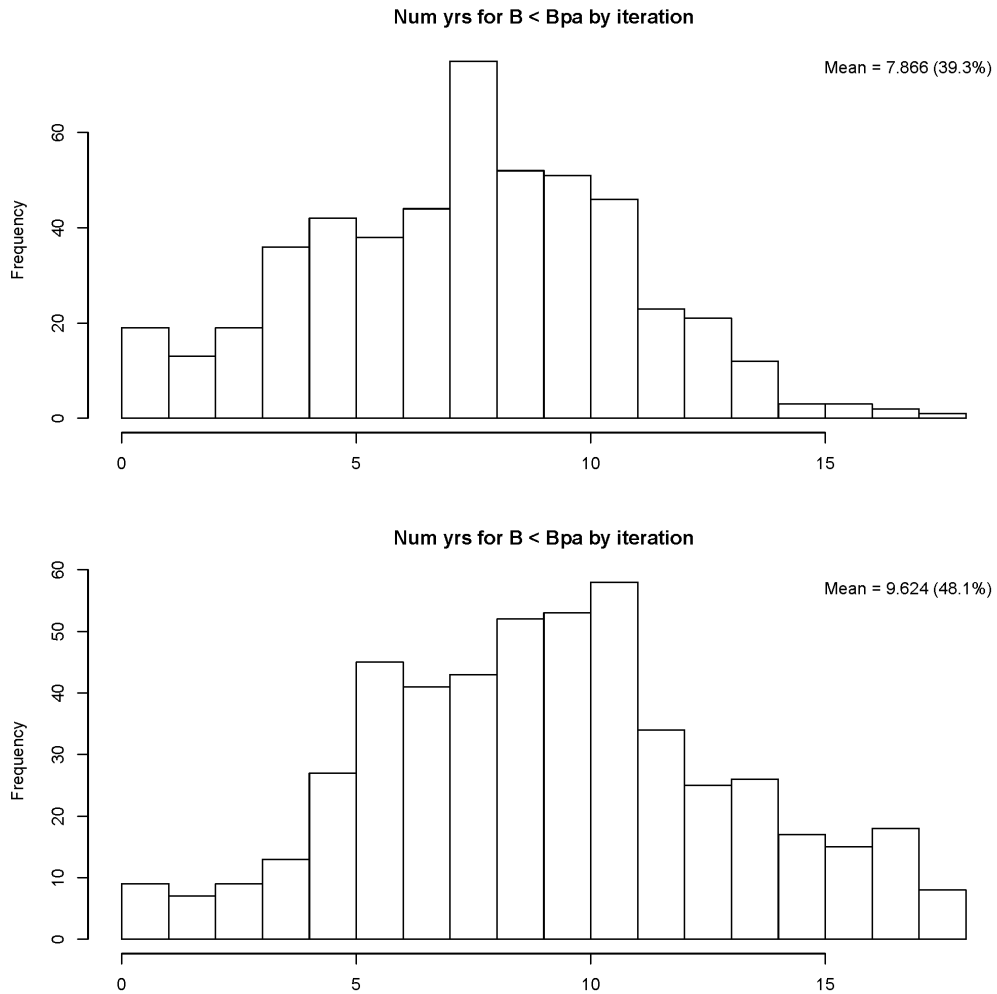 Num yrs for B < Bpa by iteration
Mean = 7.866 (39.3%)
Frequency
60
40
20
0
0 5 10 15
Num yrs for B < Bpa by iteration
Mean = 9.624 (48.1%)
Frequency
60
50
40
30
20
10
0
0 5 10 15